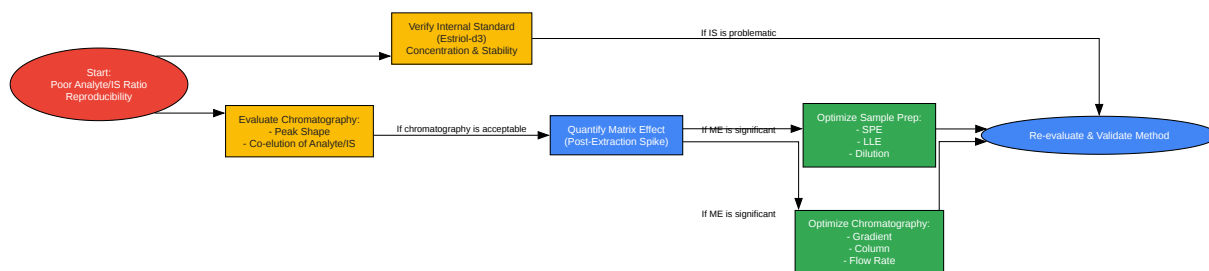 Start:
Poor Analyte/IS Ratio
Reproducibility
Verify Internal Standard
(Estriol-d3)
Concentration & Stability
If IS is problematic
Evaluate Chromatography:
- Peak Shape
- Co-elution of Analyte/IS
If chromatography is acceptable
Quantify Matrix Effect
(Post-Extraction Spike)
If ME is significant
Optimize Sample Prep:
- SPE
- LLE
- Dilution
Re-evaluate & Validate Method
If ME is significant
Optimize Chromatography:
- Gradient
- Column
- Flow Rate